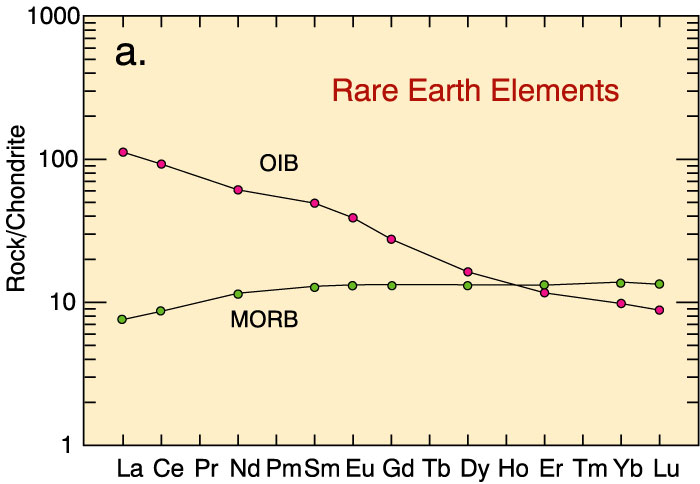 1000
a.
Rare Earth Elements
Rock/Chondrite
100
OIB
10
MORB
1
La Ce Pr Nd Pm Sm Eu Gd Tb Dy Ho Er Tm Yb Lu